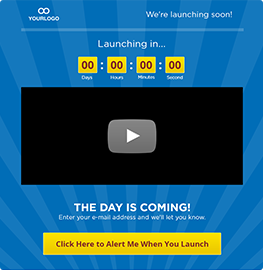 YOURLOGO
We're launching soon!
Launching in...
00 : 00 : 00 : 00
Days Hours Minutes Second
THE DAY IS COMING!
Enter your e-mail address and we'll let you know.
Click Here to Alert Me When You Launch